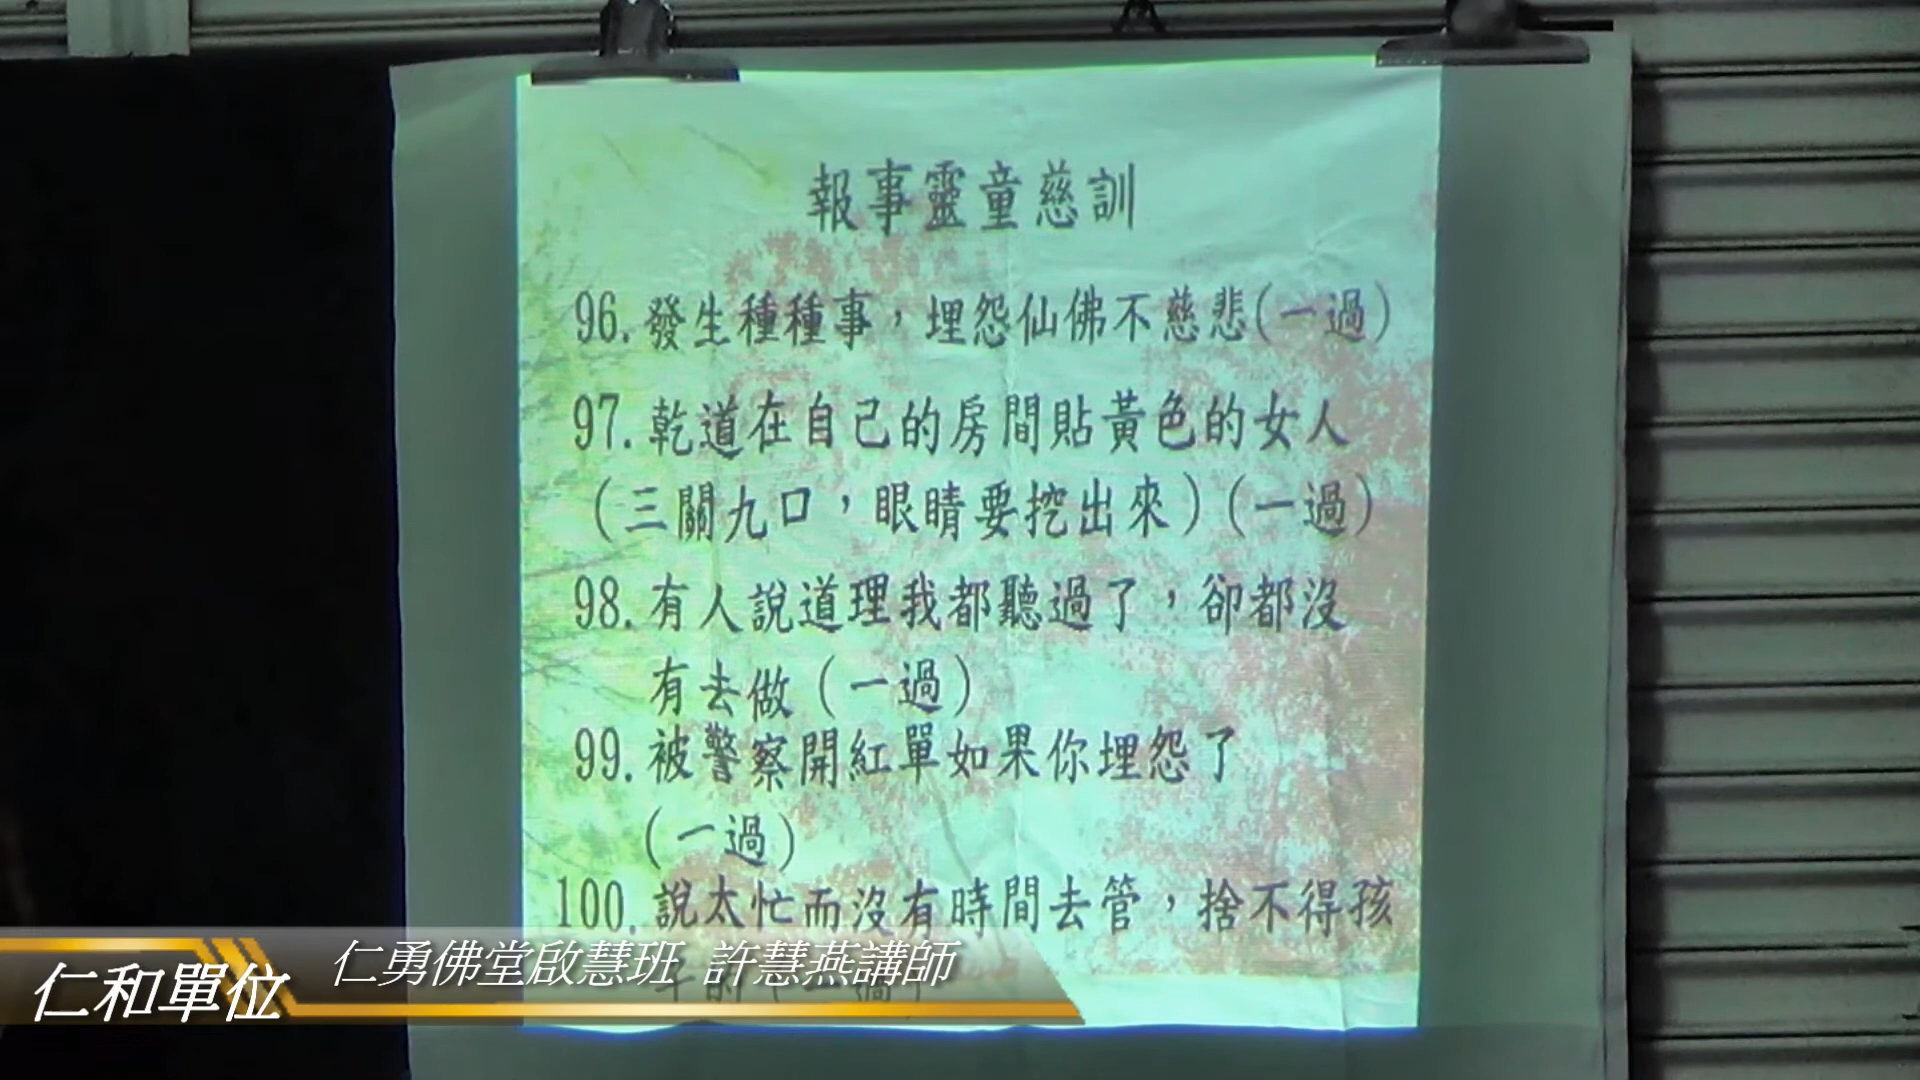 報事靈童慈訓
96.發生種種事，埋怨仙佛不慈悲(一過)
97.乾道在自己的房間貼黃色的女人
(三關九口，眼睛要挖出來)(一過)
98.有人說道理我都聽過了，卻都沒
有去做(一過)
99.被警察開紅單如果你埋怨了
(一過)
100.說太忙而沒有時間去管，捨不得孩
仁和單位
仁勇佛堂啟慧班 許慧燕講師